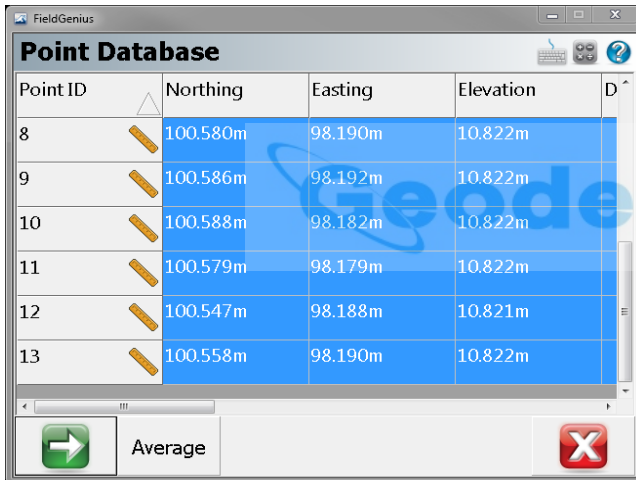 FieldGenius
Point Database
Point ID Northing Easting Elevation D
8 100.580m 98.190m 10.822m
9 100.586m 98.192m 10.822m
10 100.588m 98.182m 10.822m
11 100.579m 98.179m 10.822m
12 100.547m 98.188m 10.821m
13 100.558m 98.190m 10.822m
Geode
Average